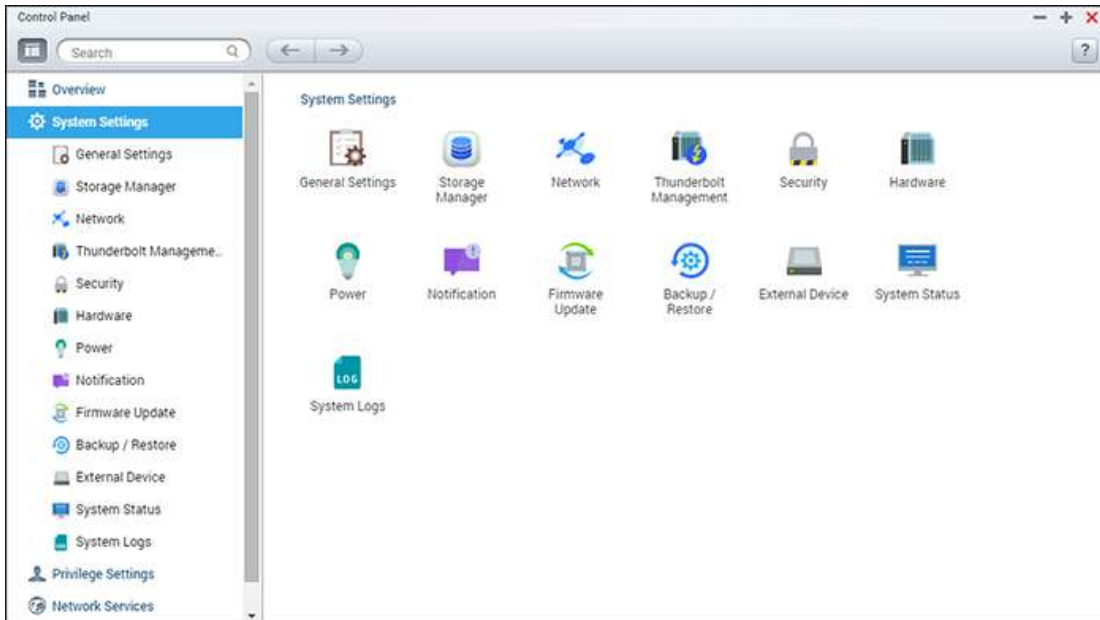 Control Panel
Search
?
Overview
System Settings
General Settings
Storage Manager
Network
Thunderbolt Manageme..
Security
Hardware
Power
Notification
Firmware Update
Backup / Restore
External Device
System Status
System Logs
Privilege Settings
Network Services
System Settings
General Settings
Storage
Manager
Network
Thunderbolt
Management
Security
Hardware
Power
Notification
Firmware
Update
Backup /
Restore
External Device
System Status
LOG
System Logs